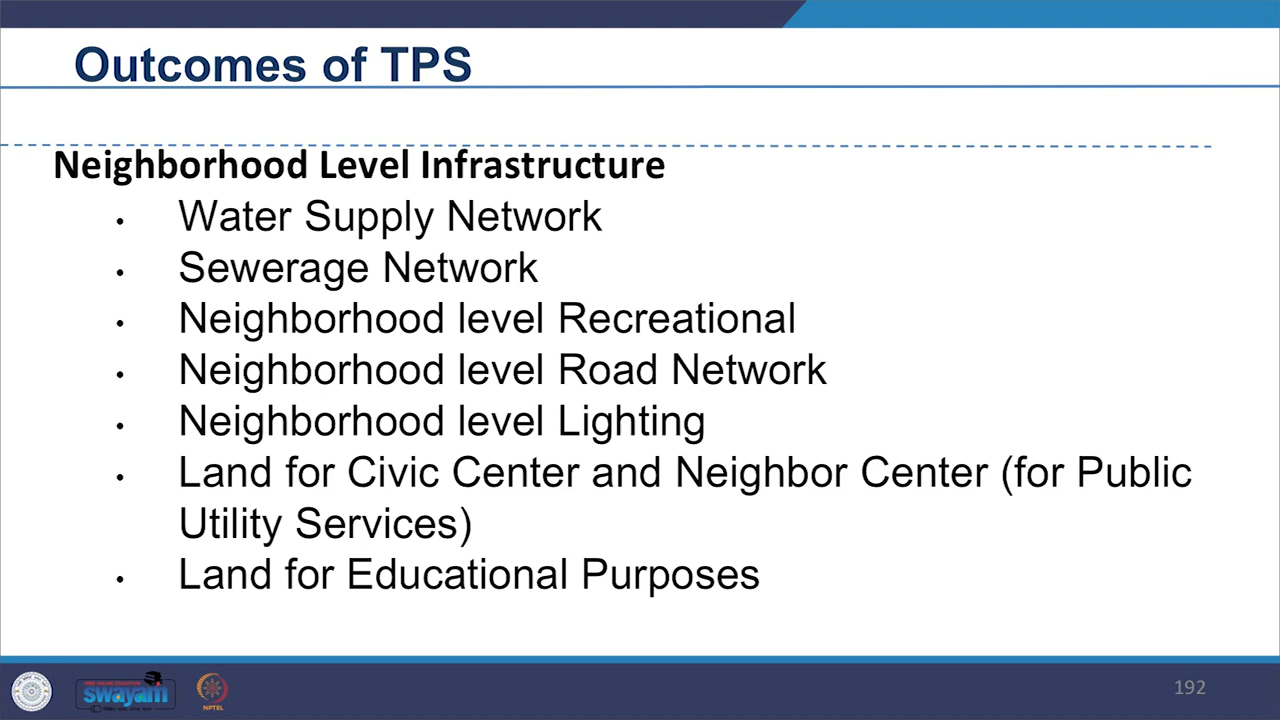 Outcomes of TPS
Neighborhood Level Infrastructure
• Water Supply Network
• Sewerage Network
• Neighborhood level Recreational
• Neighborhood level Road Network
• Neighborhood level Lighting
• Land for Civic Center and Neighbor Center (for Public
Utility Services)
• Land for Educational Purposes
swayam
NPTEL
192